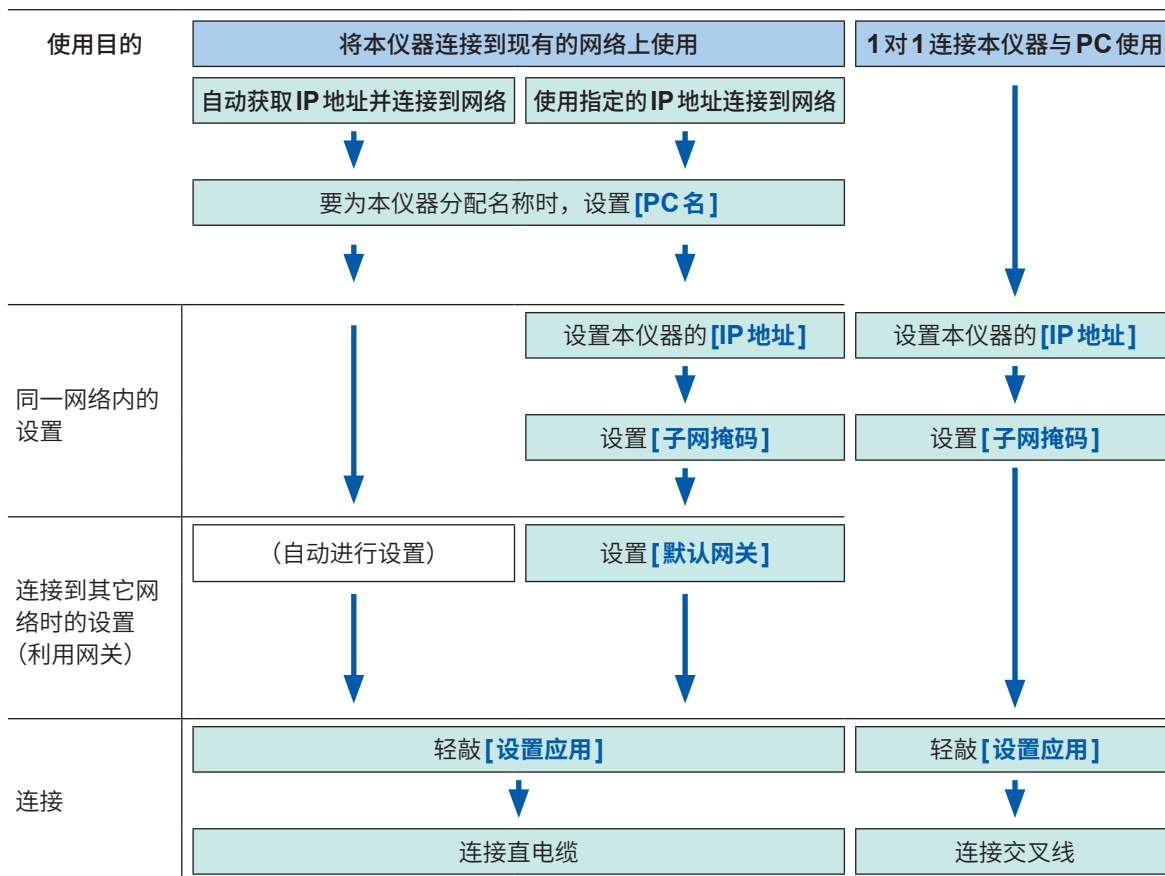 使用目的
将本仪器连接到现有的网络上使用
1对1连接本仪器与PC使用
自动获取IP地址并连接到网络
使用指定的IP地址连接到网络
要为本仪器分配名称时，设置[PC名]
同一网络内的
设置
设置本仪器的[IP地址]
设置本仪器的[IP地址]
设置[子网掩码]
设置[子网掩码]
连接到其它网
络时的设置
（利用网关）
（自动进行设置）
设置[默认网关]
连接
轻敲[设置应用]
轻敲[设置应用]
连接直电缆
连接交叉线